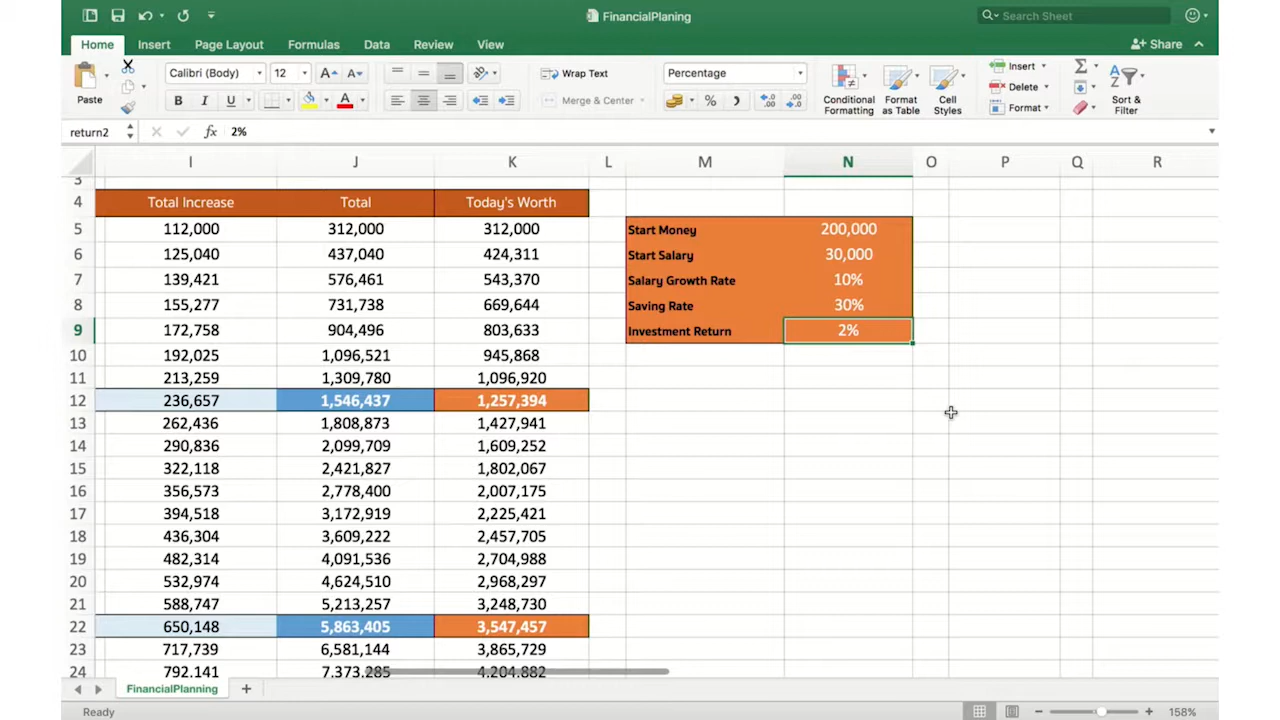 FinancialPlaning
Search Sheet
Home Insert Page Layout Formulas Data Review View Share
Paste
Calibri (Body) 12
B I U A
Wrap Text
Merge & Center
Percentage
%
Conditional Formatting
Format as Table
Cell Styles
Insert
Delete
Format
Sort & Filter
return2 fx 2%
I J K L M N O P Q R
3
4 Total Increase Total Today's Worth
5 112,000 312,000 312,000 Start Money 200,000
6 125,040 437,040 424,311 Start Salary 30,000
7 139,421 576,461 543,370 Salary Growth Rate 10%
8 155,277 731,738 669,644 Saving Rate 30%
9 172,758 904,496 803,633 Investment Return 2%
10 192,025 1,096,521 945,868
11 213,259 1,309,780 1,096,920
12 236,657 1,546,437 1,257,394
13 262,436 1,808,873 1,427,941
14 290,836 2,099,709 1,609,252
15 322,118 2,421,827 1,802,067
16 356,573 2,778,400 2,007,175
17 394,518 3,172,919 2,225,421
18 436,304 3,609,222 2,457,705
19 482,314 4,091,536 2,704,988
20 532,974 4,624,510 2,968,297
21 588,747 5,213,257 3,248,730
22 650,148 5,863,405 3,547,457
23 717,739 6,581,144 3,865,729
24 792,141 7,373,285 4,204,882
FinancialPlanning
Ready 158%